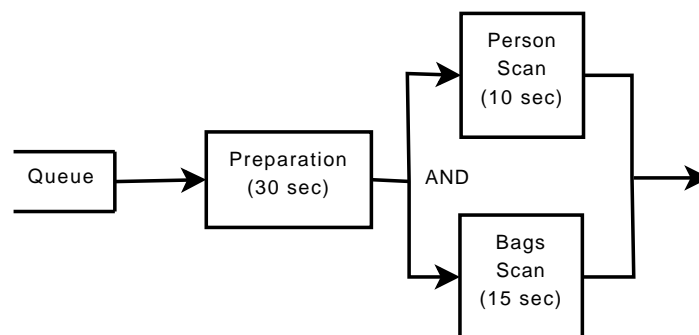 Queue
Preparation
(30 sec)
Person
Scan
(10 sec)
AND
Bags
Scan
(15 sec)